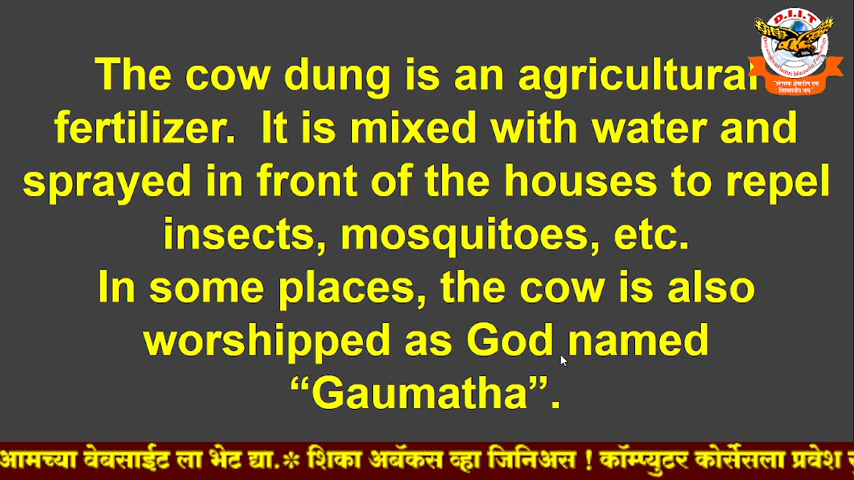 D.I.I.T
The cow dung is an agricultural
fertilizer. It is mixed with water and
sprayed in front of the houses to repel
insects, mosquitoes, etc.
In some places, the cow is also
worshipped as God named
“Gaumatha”.
आमच्या वेबसाईट ला भेट द्या.* शिका अबॅकस व्हा जिनिअस ! कॉम्प्युटर कोर्सेसला प्रवेश